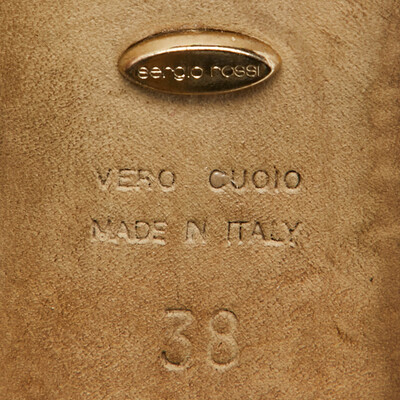 sergio rossi
VERO CUOIO
MADE IN ITALY
38